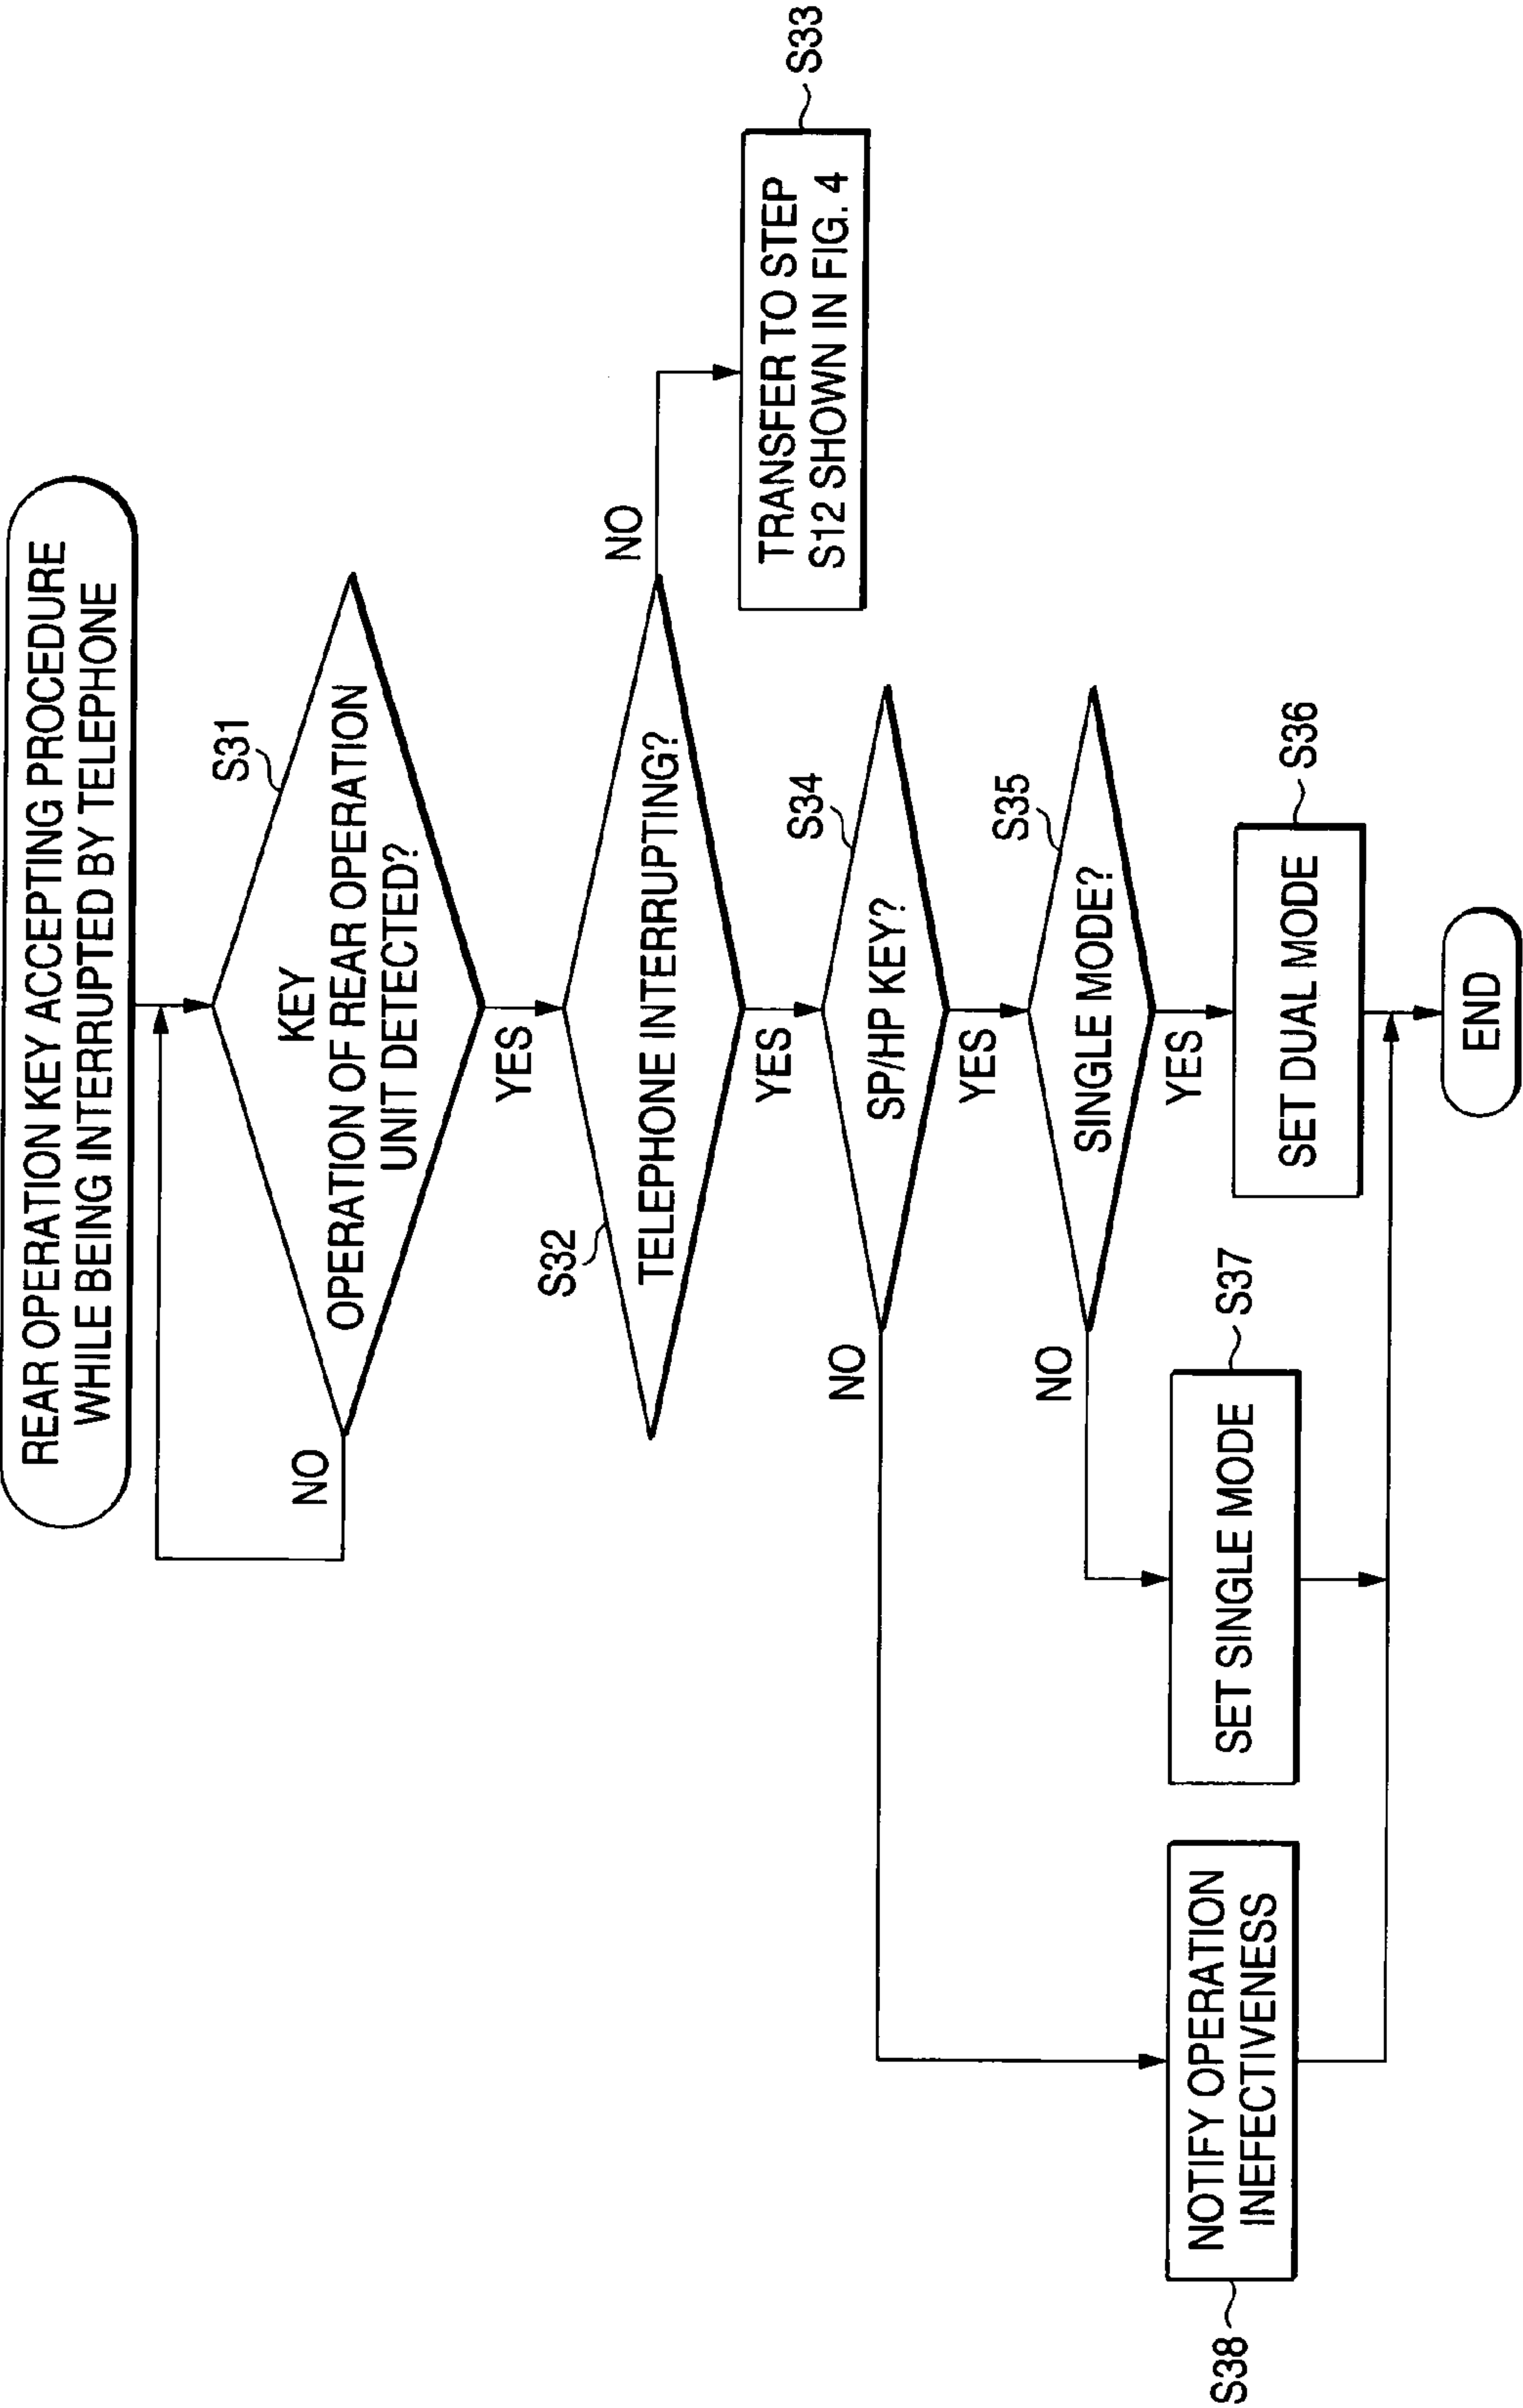 REAR OPERATION KEY ACCEPTING PROCEDURE
WHILE BEING INTERRUPTED BY TELEPHONE
S31
KEY
OPERATION OF REAR OPERATION
UNIT DETECTED?
NO
YES
S32
TELEPHONE INTERRUPTING?
NO
S33
TRANSFER TO STEP
S12 SHOWN IN FIG. 4
YES
S34
SP/HP KEY?
NO
YES
S35
SINGLE MODE?
NO
YES
S38
NOTIFY OPERATION
INEFECTIVENESS
S37
SET SINGLE MODE
S36
SET DUAL MODE
END